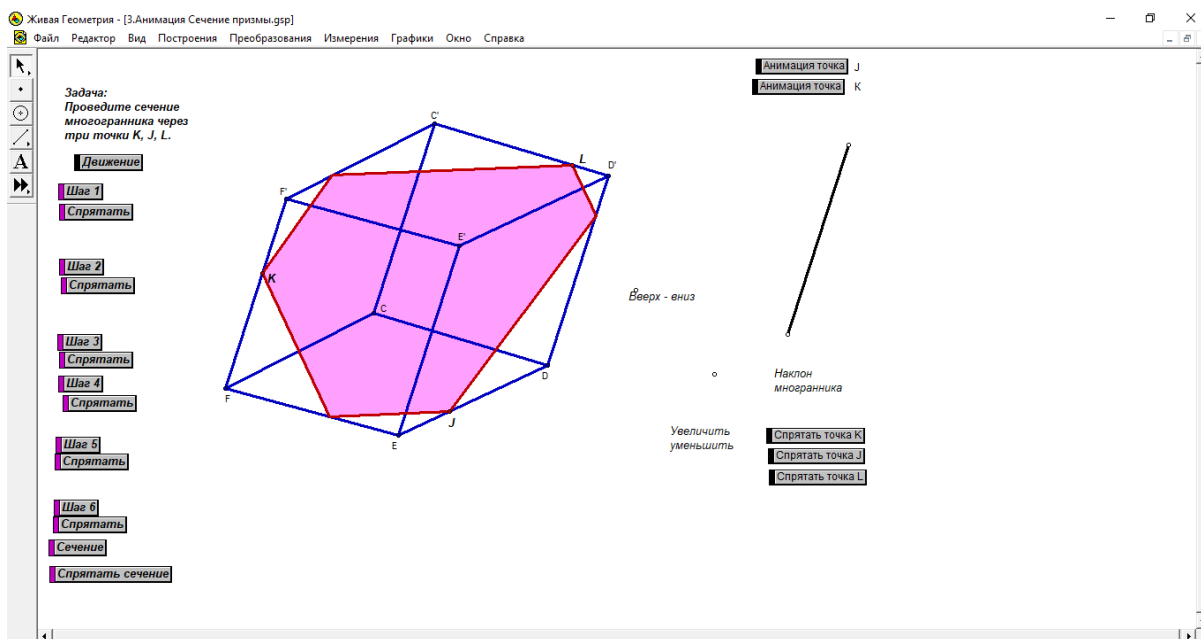 Живая Геометрия - [3.Анимация Сечение призмы.gsp]
Файл Редактор Вид Построения Преобразования Измерения Графики Окно Справка
Задача:
Проведите сечение
многогранника через
три точки K, J, L.
Движение
Шаг 1
Спрятать
Шаг 2
Спрятать
Шаг 3
Спрятать
Шаг 4
Спрятать
Шаг 5
Спрятать
Шаг 6
Спрятать
Сечение
Спрятать сечение
C'
L
D'
F'
E'
K
C
D
F
J
E
Анимация точка J
Анимация точка K
Вверх - вниз
Наклон
многранника
Увеличить
уменьшить
Спрятать точка K
Спрятать точка J
Спрятать точка L
A